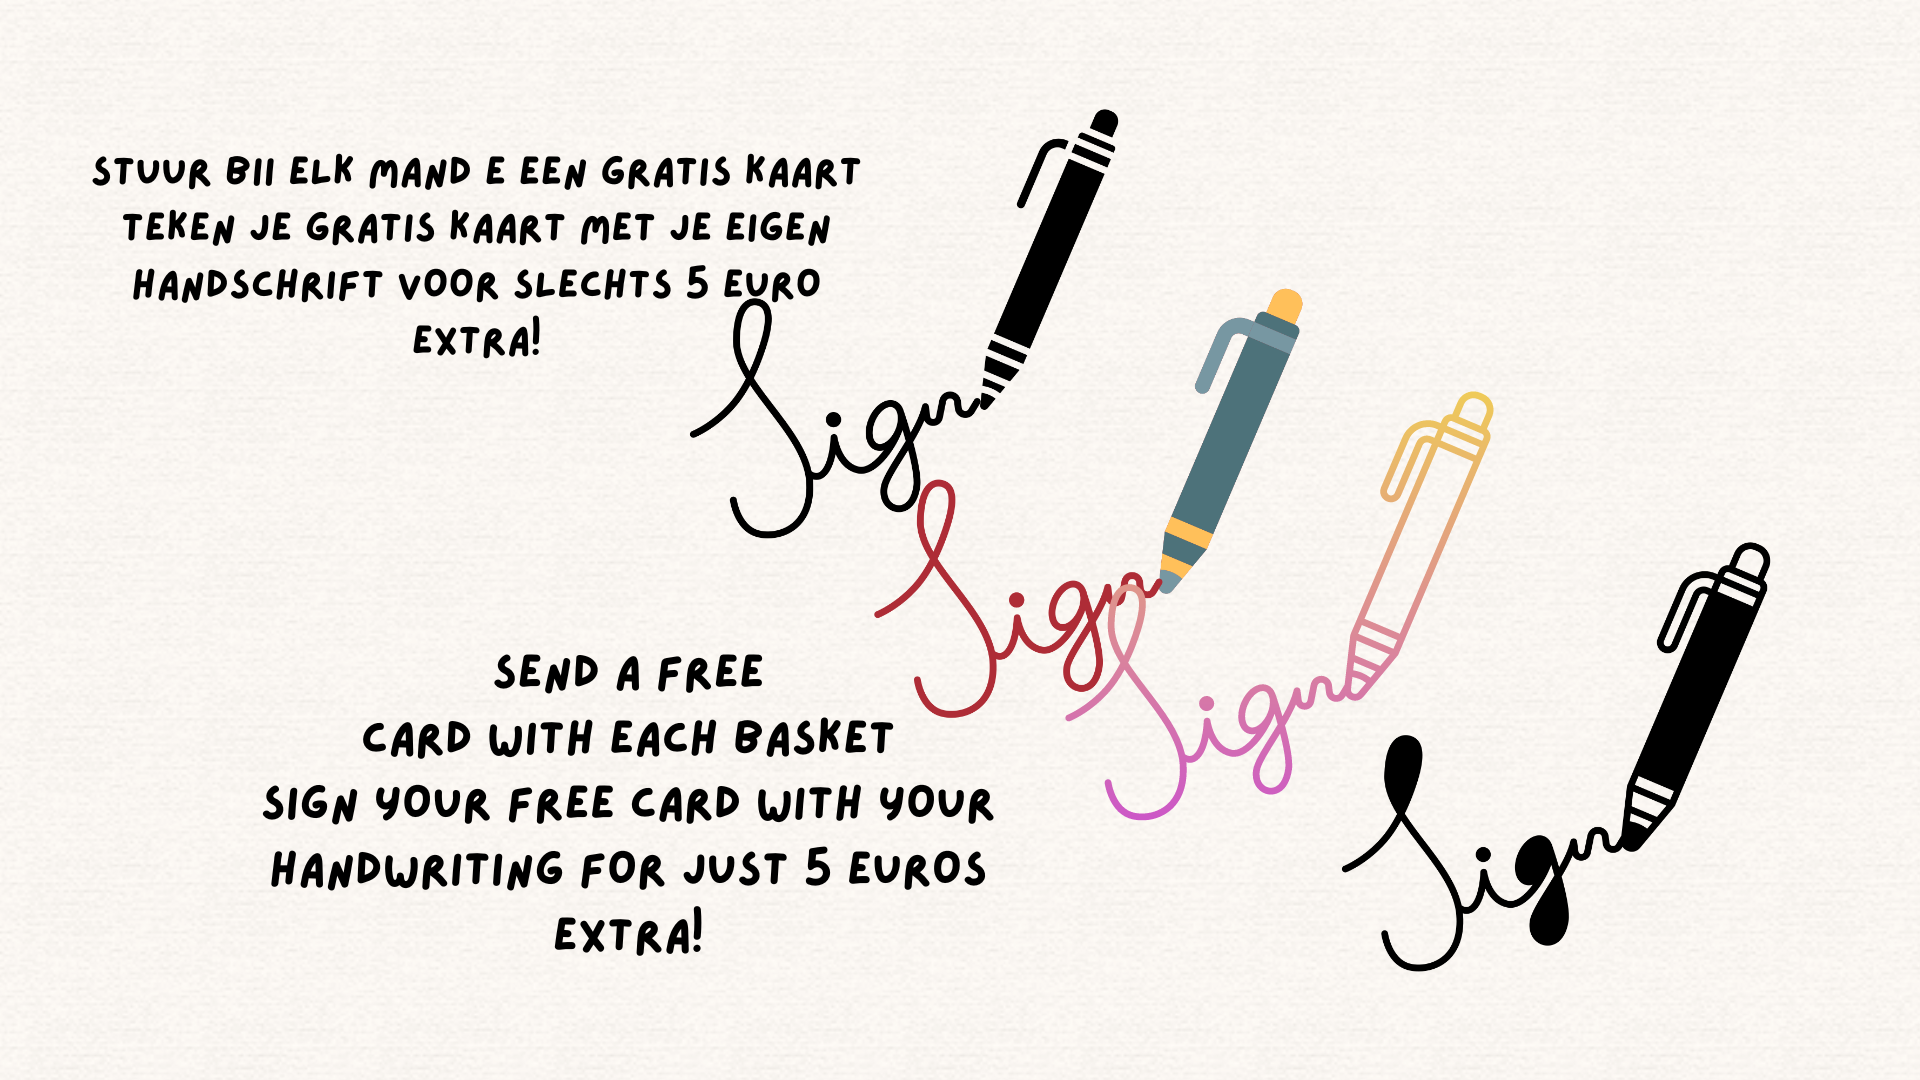 STUUR BII ELK MAND E EEN GRATIS KAART
TEKEN JE GRATIS KAART MET JE EIGEN
HANDSCHRIFT VOOR SLECHTS 5 EURO
EXTRA!
Sign
Sign
Sign
Sign
SEND A FREE
CARD WITH EACH BASKET
SIGN YOUR FREE CARD WITH YOUR
HANDWRITING FOR JUST 5 EUROS
EXTRA!